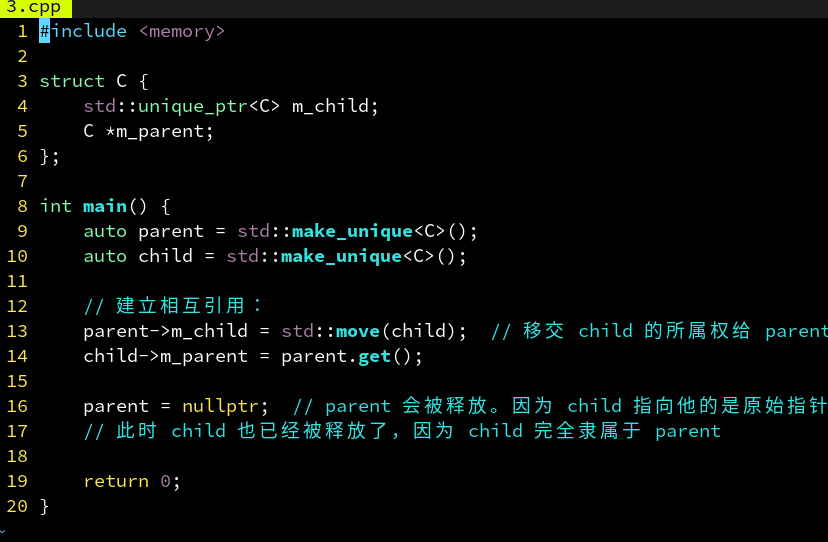 3.cpp
1 #include <memory>
2
3 struct C {
4     std::unique_ptr<C> m_child;
5     C *m_parent;
6 };
7
8 int main() {
9     auto parent = std::make_unique<C>();
10     auto child = std::make_unique<C>();
11
12     // 建立相互引用：
13     parent->m_child = std::move(child);  // 移交 child 的所属权给 parent
14     child->m_parent = parent.get();
15
16     parent = nullptr;  // parent 会被释放。因为 child 指向他的是原始指针
17     // 此时 child 也已经被释放了，因为 child 完全隶属于 parent
18
19     return 0;
20 }
~